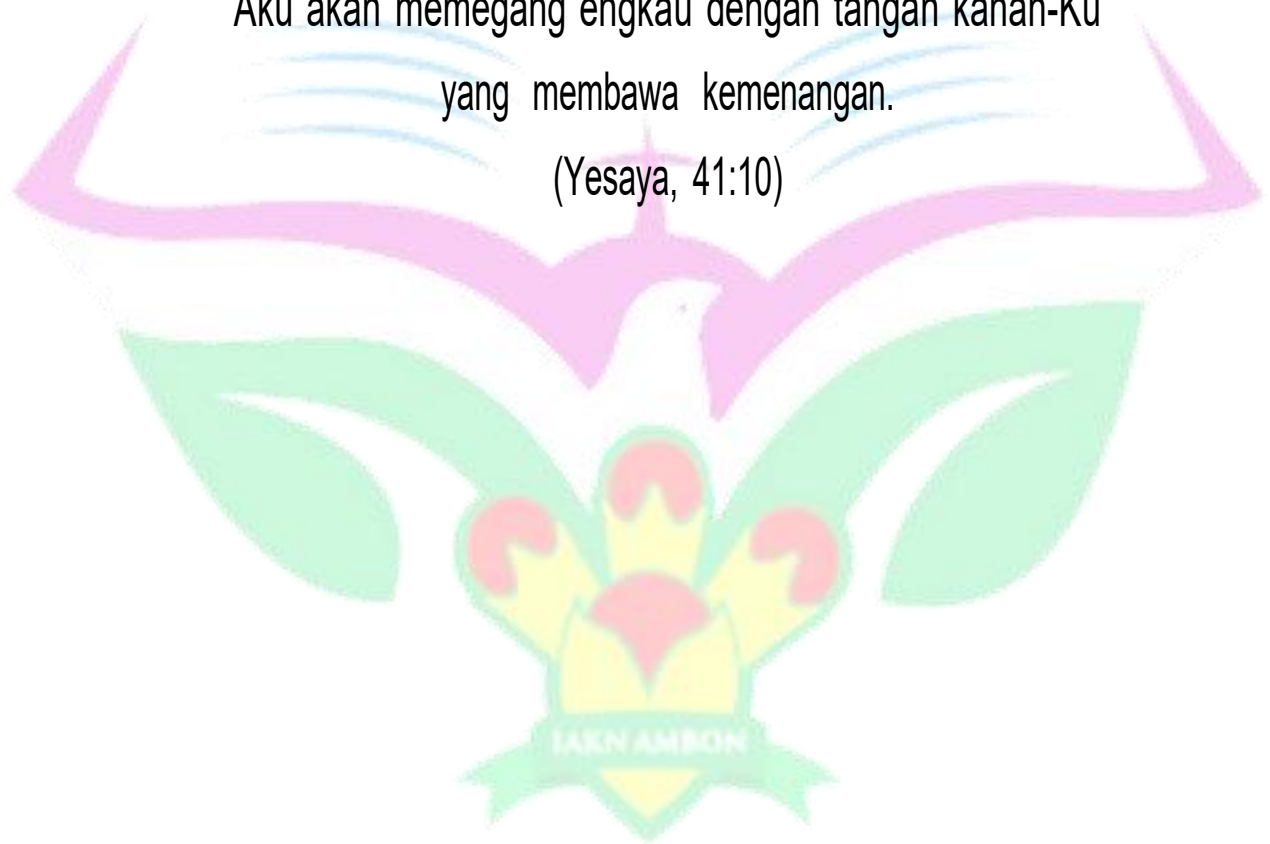 Aku akan memegang engkau dengan tangan kanan-Ku
yang membawa kemenangan.
(Yesaya, 41:10)
IAKN AMBON